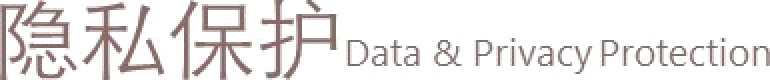 隐私保护 Data & Privacy Protection